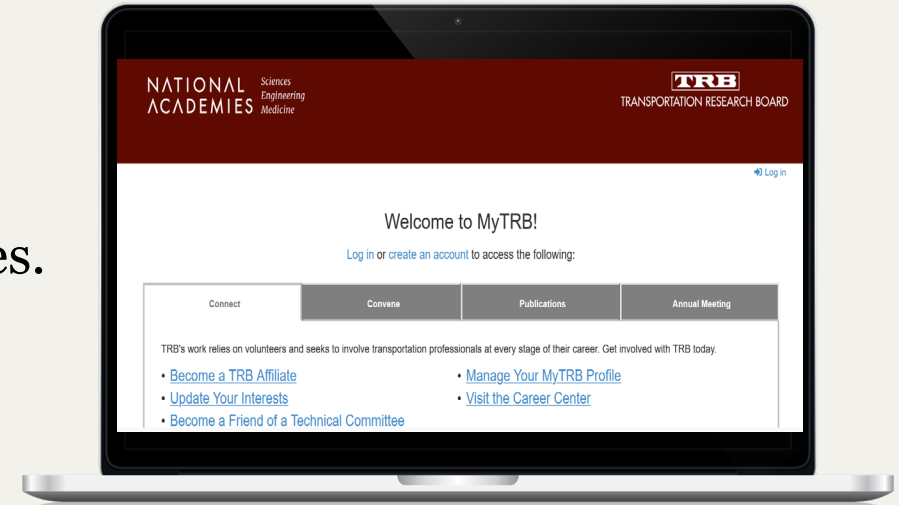 NATIONAL Sciences
Engineering
ACADEMIES Medicine
TRB
TRANSPORTATION RESEARCH BOARD
Log in
Welcome to MyTRB!
es.
Log in or create an account to access the following:
Connect Convene Publications Annual Meeting
TRB's work relies on volunteers and seeks to involve transportation professionals at every stage of their career. Get involved with TRB today.
• Become a TRB Affiliate • Manage Your MyTRB Profile
• Update Your Interests • Visit the Career Center
• Become a Friend of a Technical Committee